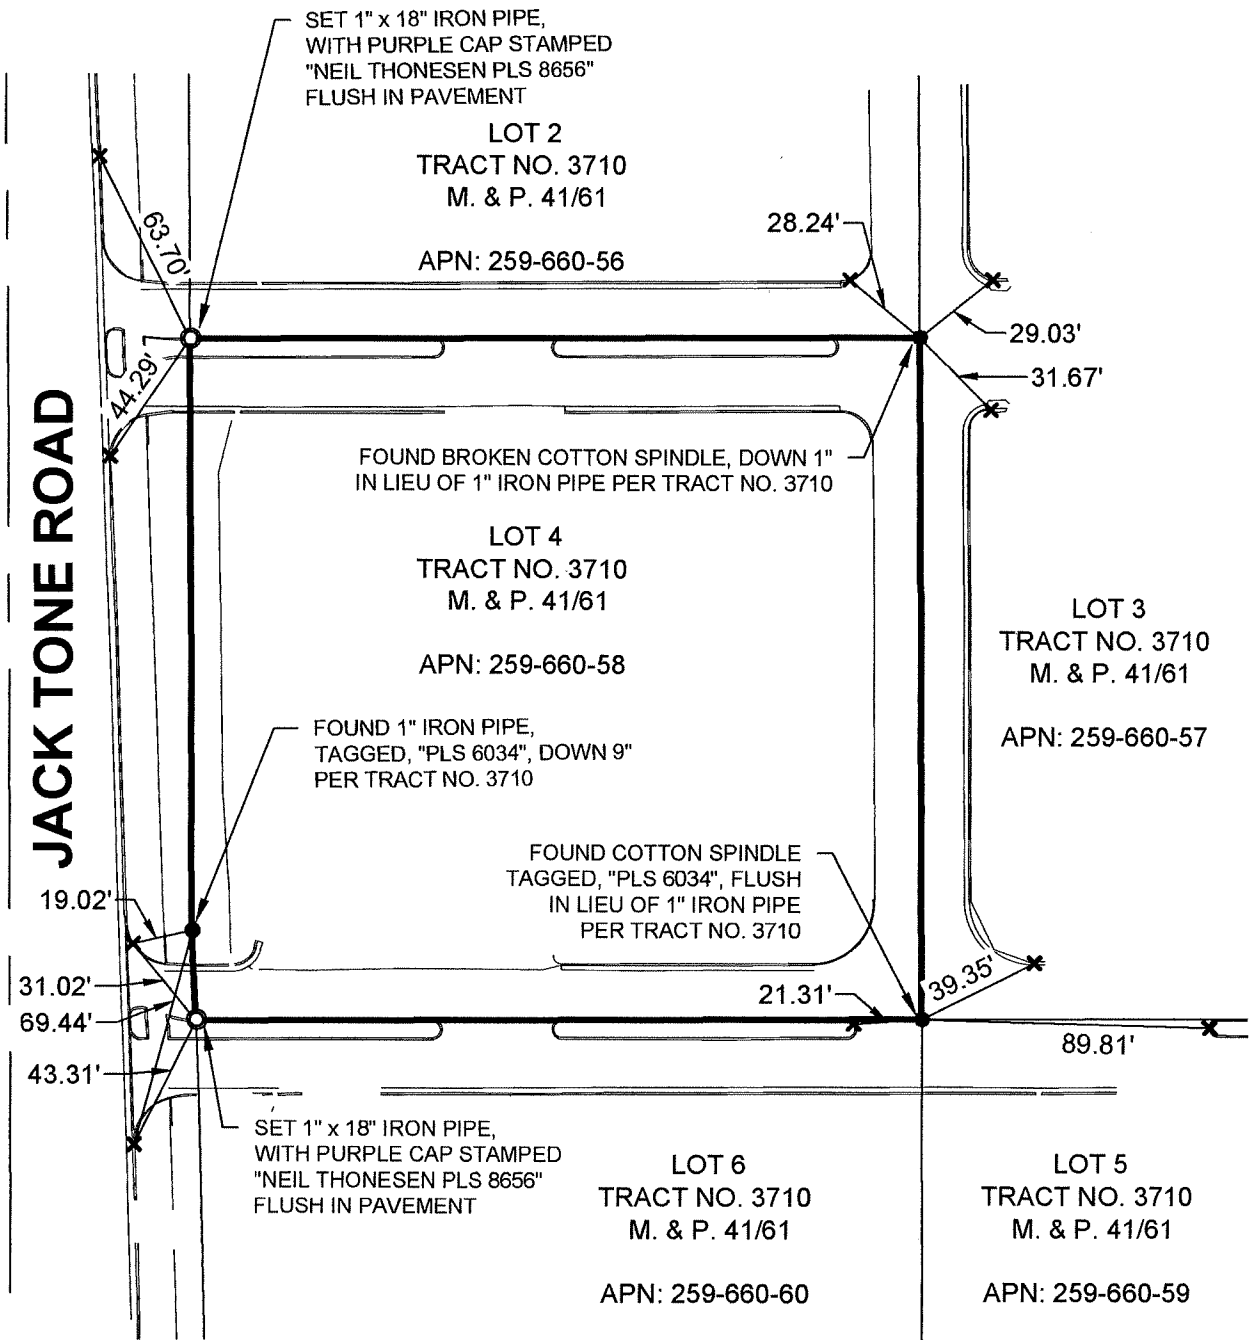 SET 1" x 18" IRON PIPE,
WITH PURPLE CAP STAMPED
"NEIL THONESEN PLS 8656"
FLUSH IN PAVEMENT
LOT 2
TRACT NO. 3710
M. & P. 41/61
APN: 259-660-56
63.70'
28.24'
29.03'
31.67'
44.29'
JACK TONE ROAD
FOUND BROKEN COTTON SPINDLE, DOWN 1"
IN LIEU OF 1" IRON PIPE PER TRACT NO. 3710
LOT 4
TRACT NO. 3710
M. & P. 41/61
APN: 259-660-58
LOT 3
TRACT NO. 3710
M. & P. 41/61
APN: 259-660-57
FOUND 1" IRON PIPE,
TAGGED, "PLS 6034", DOWN 9"
PER TRACT NO. 3710
FOUND COTTON SPINDLE
TAGGED, "PLS 6034", FLUSH
IN LIEU OF 1" IRON PIPE
PER TRACT NO. 3710
19.02'
31.02'
69.44'
43.31'
21.31'
39.35'
89.81'
SET 1" x 18" IRON PIPE,
WITH PURPLE CAP STAMPED
"NEIL THONESEN PLS 8656"
FLUSH IN PAVEMENT
LOT 6
TRACT NO. 3710
M. & P. 41/61
APN: 259-660-60
LOT 5
TRACT NO. 3710
M. & P. 41/61
APN: 259-660-59